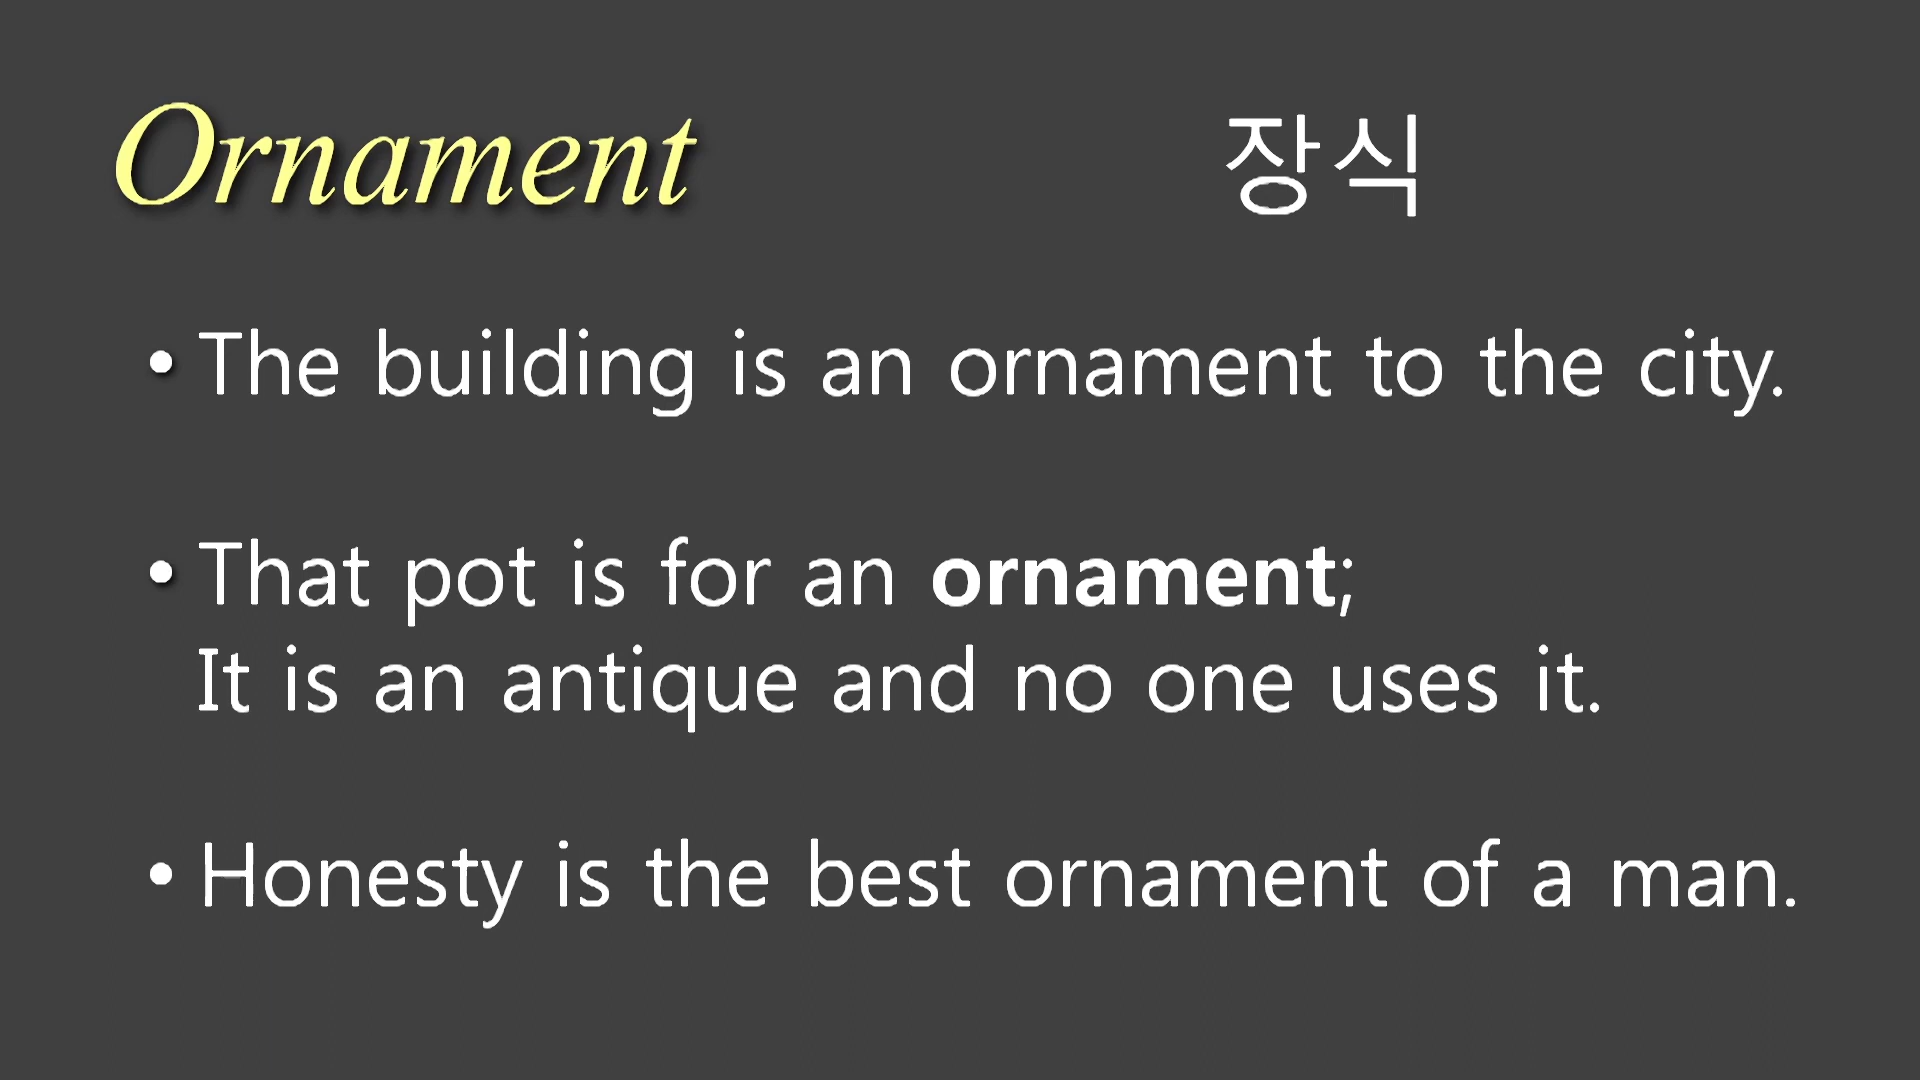 Ornament 장식
• The building is an ornament to the city.
• That pot is for an ornament;
It is an antique and no one uses it.
• Honesty is the best ornament of a man.